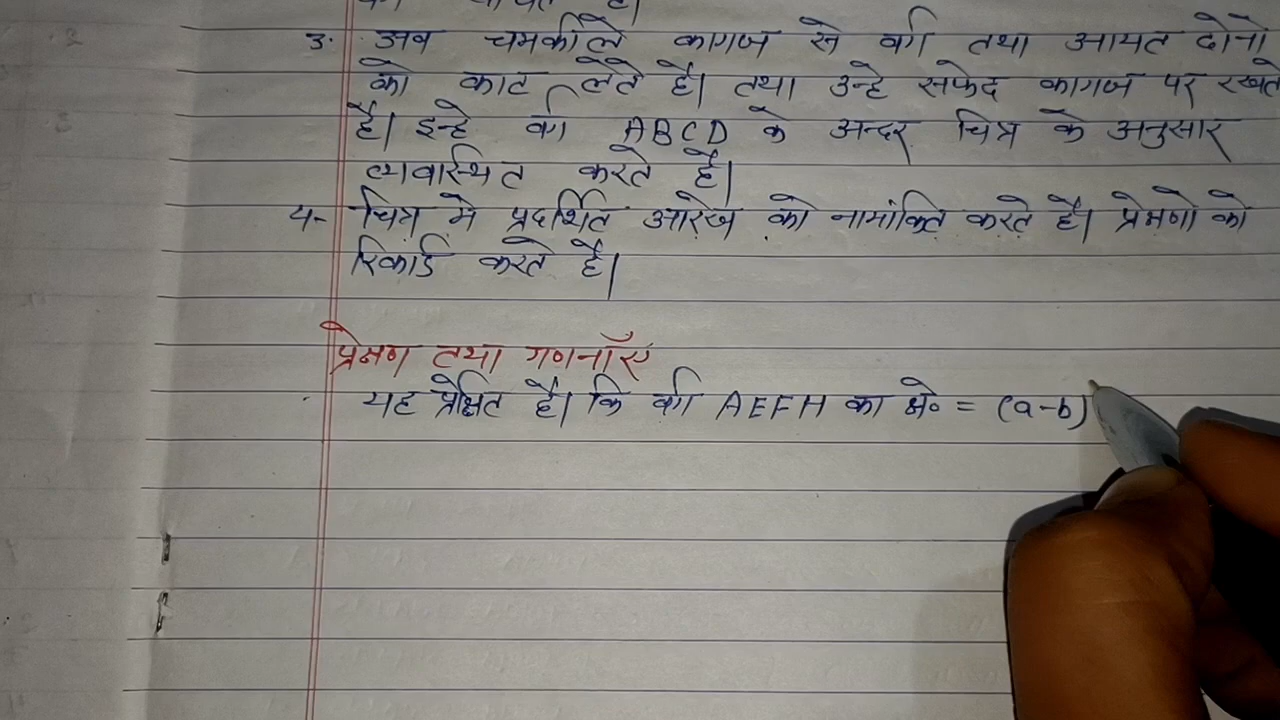 3. अब चमकीले कागज से वर्ग तथा आयत दोनो
को काट लेते है। तथा उन्हे सफेद कागज पर रखते
है। इन्हे वर्ग ABCD के अन्दर चित्र के अनुसार
व्यवस्थित करते है।
4- चित्र मे प्रदर्शित आरेज को नामांकित करते है। प्रेक्षणो को
रिकार्ड करते है।
प्रेक्षण तथा गणनाएँ
यह प्रेक्षित है। कि वर्ग AEFH का क्षे० = (a-b)